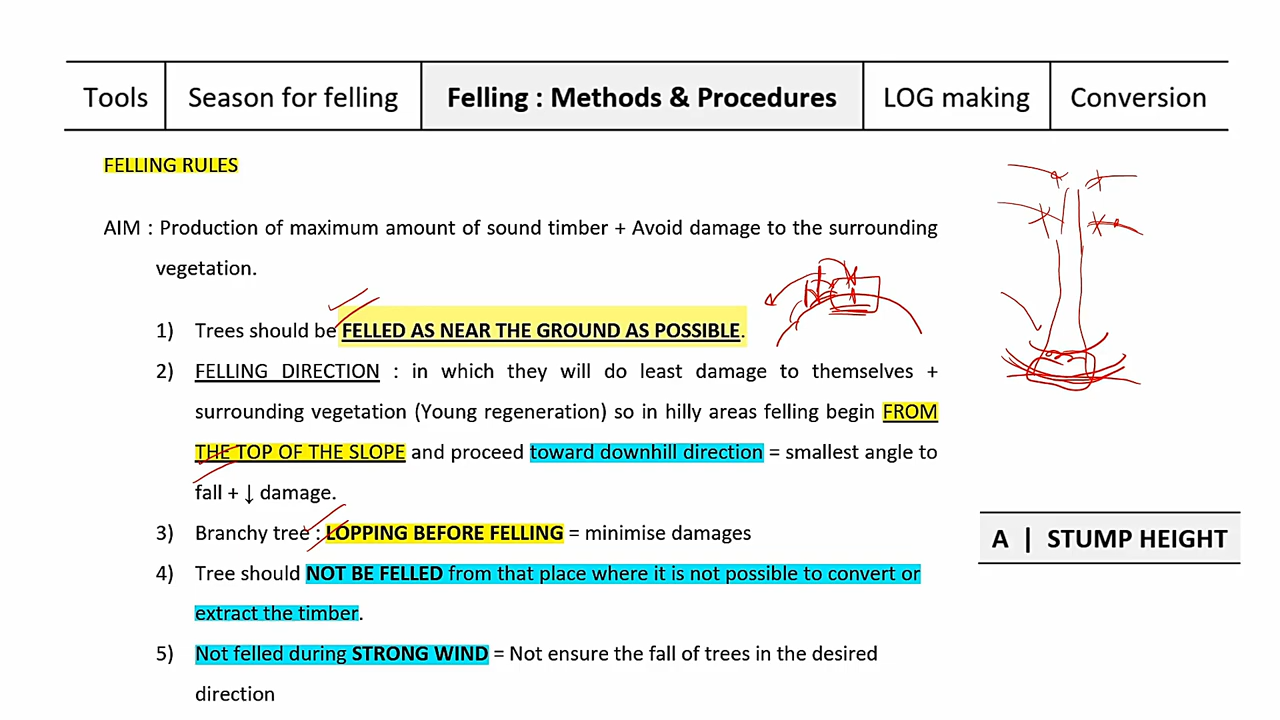 Tools Season for felling Felling : Methods & Procedures LOG making Conversion
FELLING RULES
AIM : Production of maximum amount of sound timber + Avoid damage to the surrounding
vegetation.
1) Trees should be FELLED AS NEAR THE GROUND AS POSSIBLE.
2) FELLING DIRECTION : in which they will do least damage to themselves +
surrounding vegetation (Young regeneration) so in hilly areas felling begin FROM
THE TOP OF THE SLOPE and proceed toward downhill direction = smallest angle to
fall + ↓ damage.
3) Branchy tree : LOPPING BEFORE FELLING = minimise damages
A | STUMP HEIGHT
4) Tree should NOT BE FELLED from that place where it is not possible to convert or
extract the timber.
5) Not felled during STRONG WIND = Not ensure the fall of trees in the desired
direction